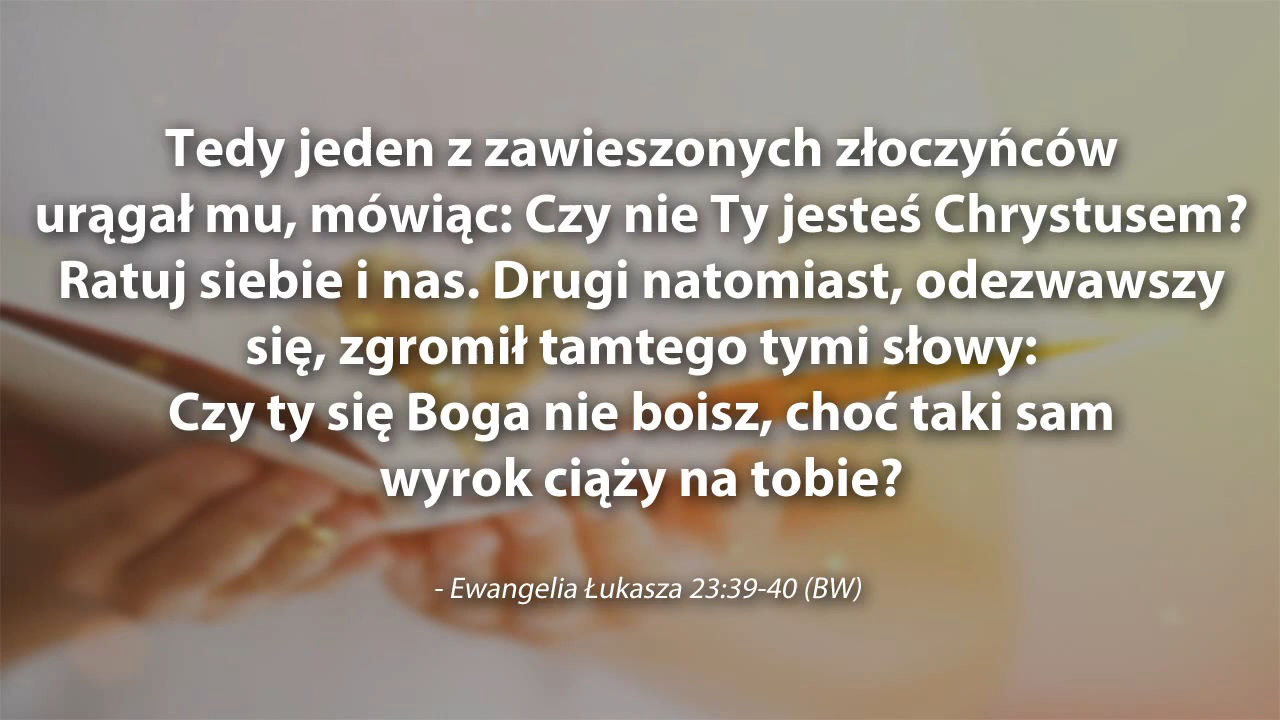 Tedy jeden z zawieszonych złoczyńców
urągał mu, mówiąc: Czy nie Ty jesteś Chrystusem?
Ratuj siebie i nas. Drugi natomiast, odezwawszy
się, zgromił tamtego tymi słowy:
Czy ty się Boga nie boisz, choć taki sam
wyrok ciąży na tobie?
- Ewangelia Łukasza 23:39-40 (BW)